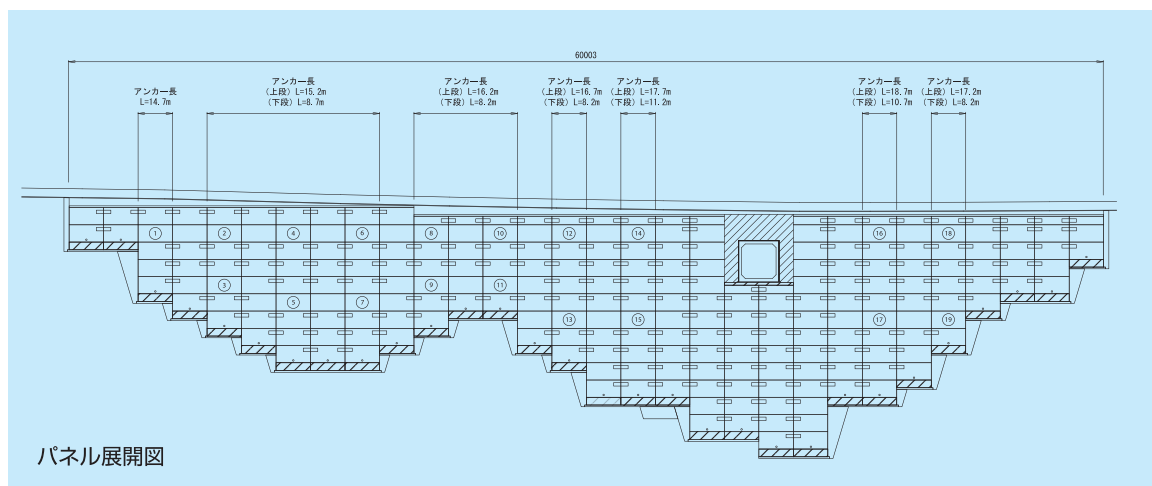 60003
アンカー長
L=14.7m
アンカー長
(上段) L=15.2m
(下段) L=8.7m
アンカー長
(上段) L=16.2m
(下段) L=8.2m
アンカー長
(上段) L=16.7m
(下段) L=8.2m
アンカー長
(上段) L=17.7m
(下段) L=11.2m
アンカー長
(上段) L=18.7m
(下段) L=10.7m
アンカー長
(上段) L=17.2m
(下段) L=8.2m
① ② ④ ⑥ ⑧ ⑩ ⑫ ⑭ ⑯ ⑱
③ ⑨ ⑪
⑤ ⑦
⑬ ⑮ ⑰ ⑲
パネル展開図